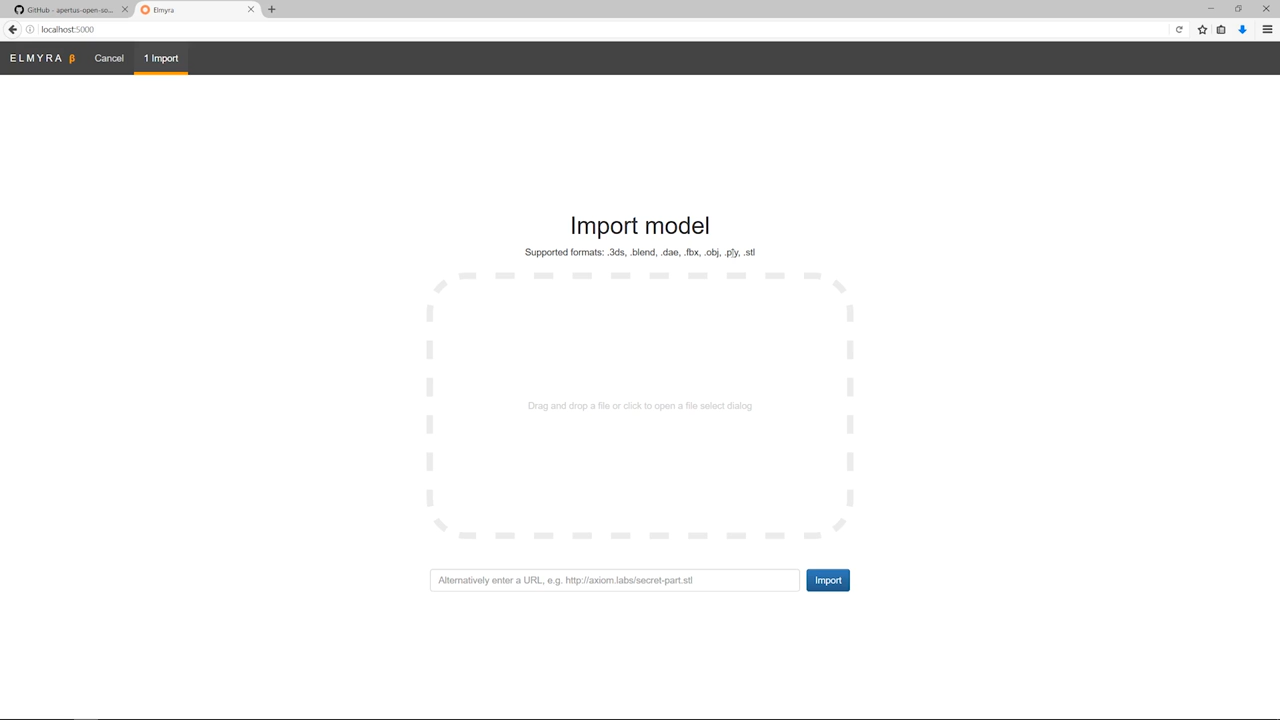 GitHub - apertus-open-so... Elmyra
localhost:5000
ELMYRA β Cancel 1 Import
Import model
Supported formats: .3ds, .blend, .dae, .fbx, .obj, .ply, .stl
Drag and drop a file or click to open a file select dialog
Alternatively enter a URL, e.g. http://axiom.labs/secret-part.stl Import